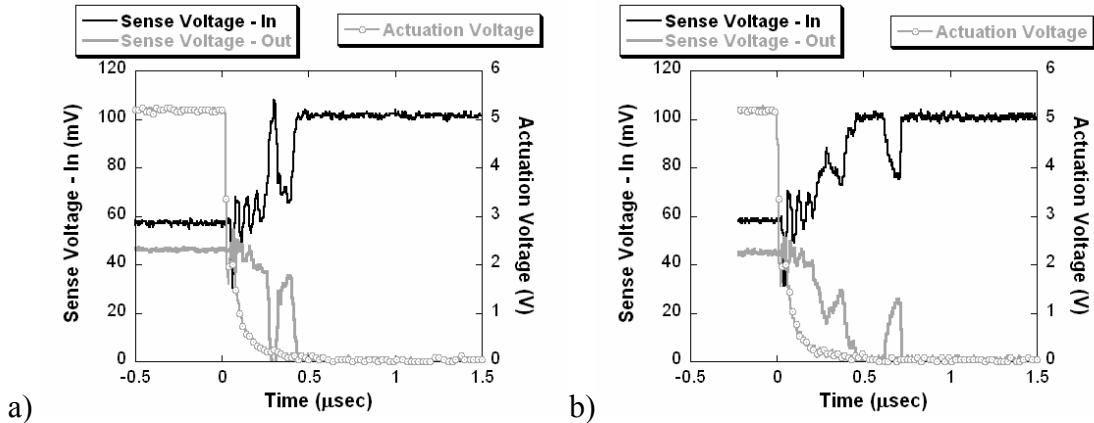 Sense Voltage - In
Sense Voltage - Out
Actuation Voltage
120
100
80
60
40
20
0
Sense Voltage - In (mV)
6
5
4
3
2
1
0
Actuation Voltage (V)
-0.5
0
0.5
1
1.5
Time (μsec)
a)
Sense Voltage - In
Sense Voltage - Out
Actuation Voltage
120
100
80
60
40
20
0
Sense Voltage - In (mV)
6
5
4
3
2
1
0
Actuation Voltage (V)
-0.5
0
0.5
1
1.5
Time (μsec)
b)